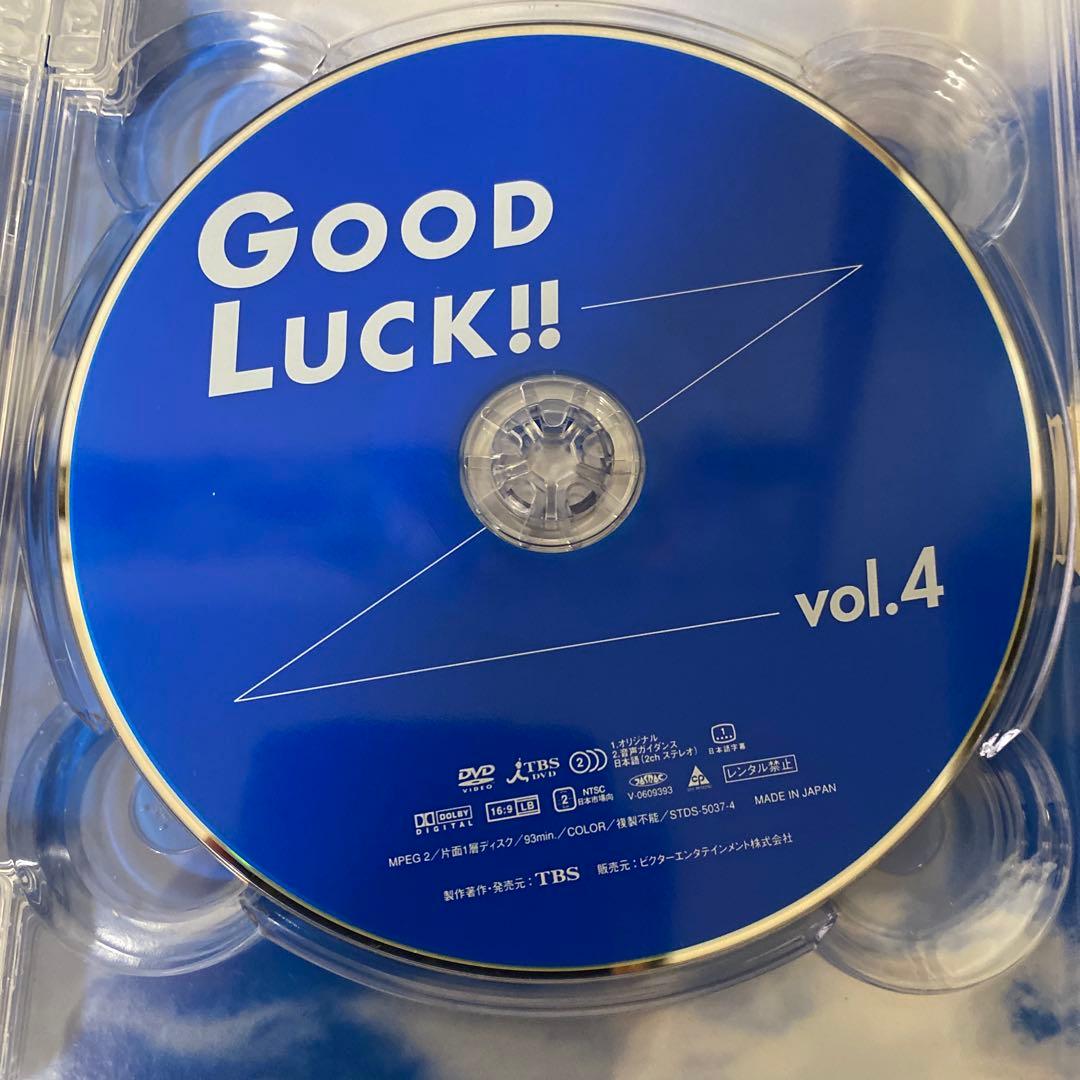 GOOD
LUCK!!
vol.4
DVD VIDEO
TBS DVD
2
1.オリジナル
2.音声ガイダンス
日本語(2ch ステレオ)
1
日本語字幕
DOLBY DIGITAL
16:9 LB
2
NTSC
日本市場向
V-0609393
レンタル禁止
MPEG 2/片面1層ディスク/93min./COLOR/複製不能/STDS-5037-4 MADE IN JAPAN
製作著作・発売元:TBS 販売元:ビクターエンタテインメント株式会社